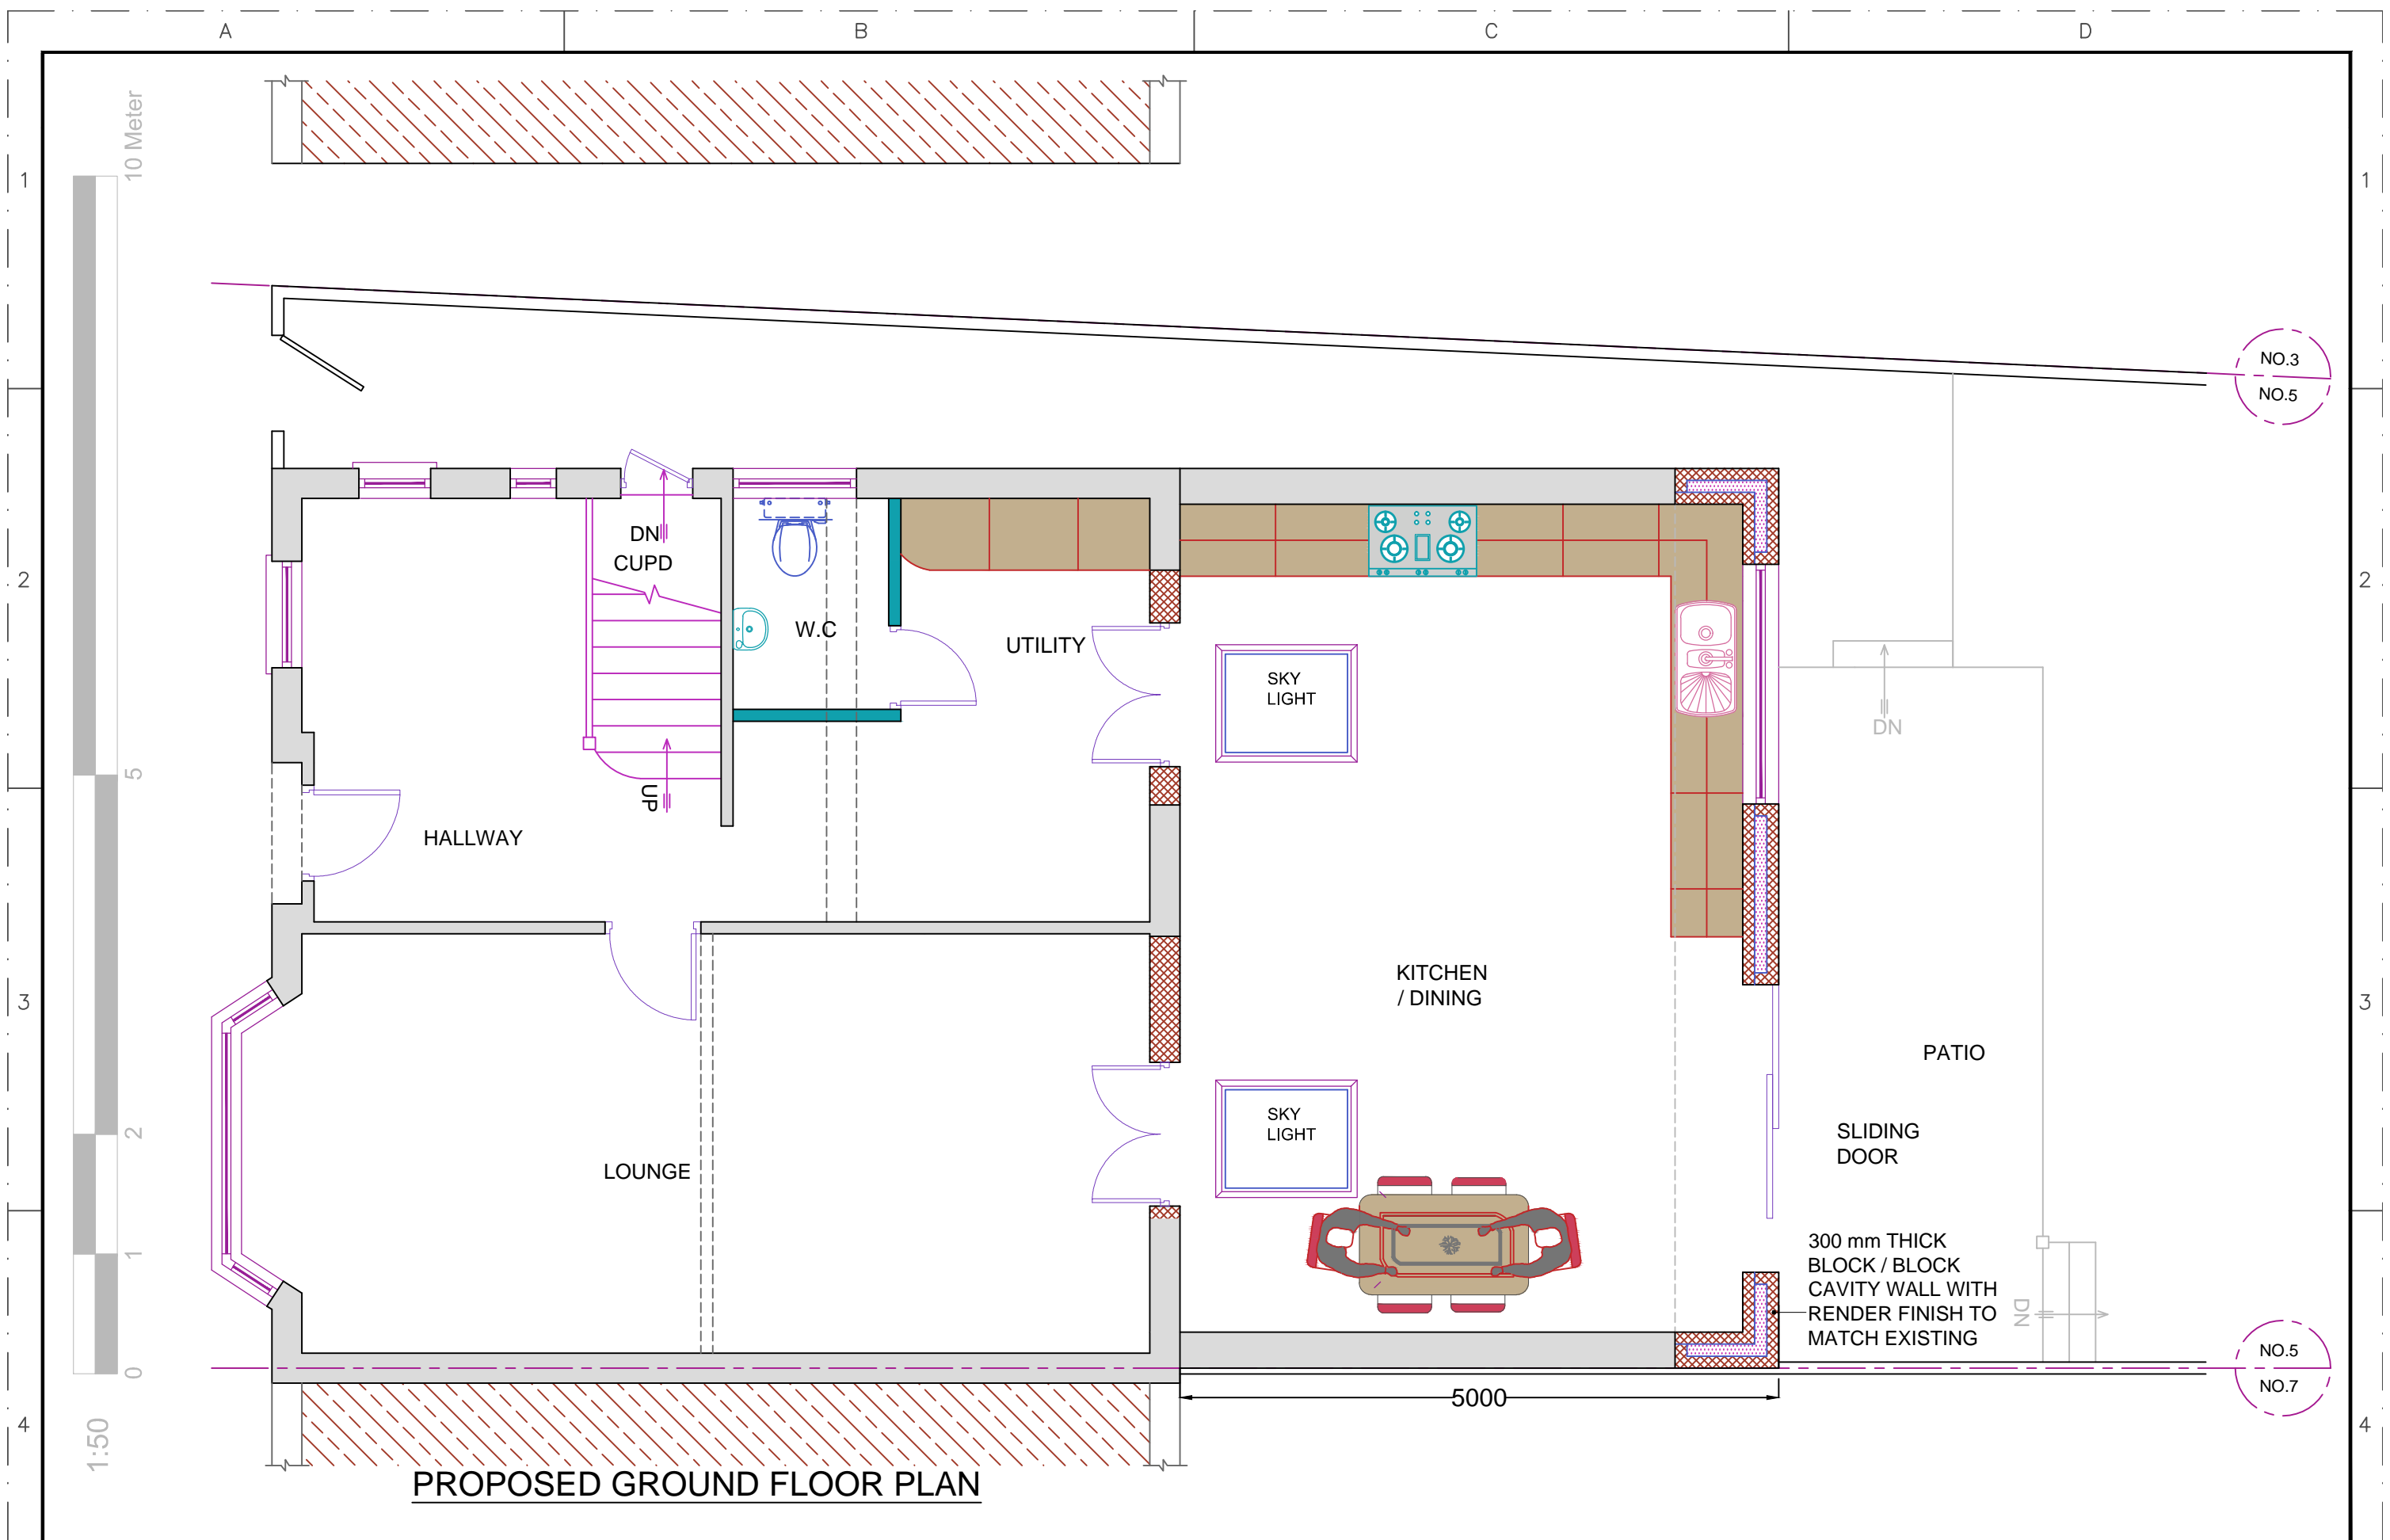 A
B
C
D
1
1
10 Meter
NO.3
NO.5
DN
CUPD
2
2
W.C
UTILITY
SKY
LIGHT
DN
5
UP
HALLWAY
KITCHEN
/ DINING
3
3
PATIO
SKY
LIGHT
2
SLIDING
DOOR
LOUNGE
1
300 mm THICK
BLOCK / BLOCK
CAVITY WALL WITH
RENDER FINISH TO
MATCH EXISTING
DN
0
NO.5
NO.7
5000
4
4
1:50
PROPOSED GROUND FLOOR PLAN